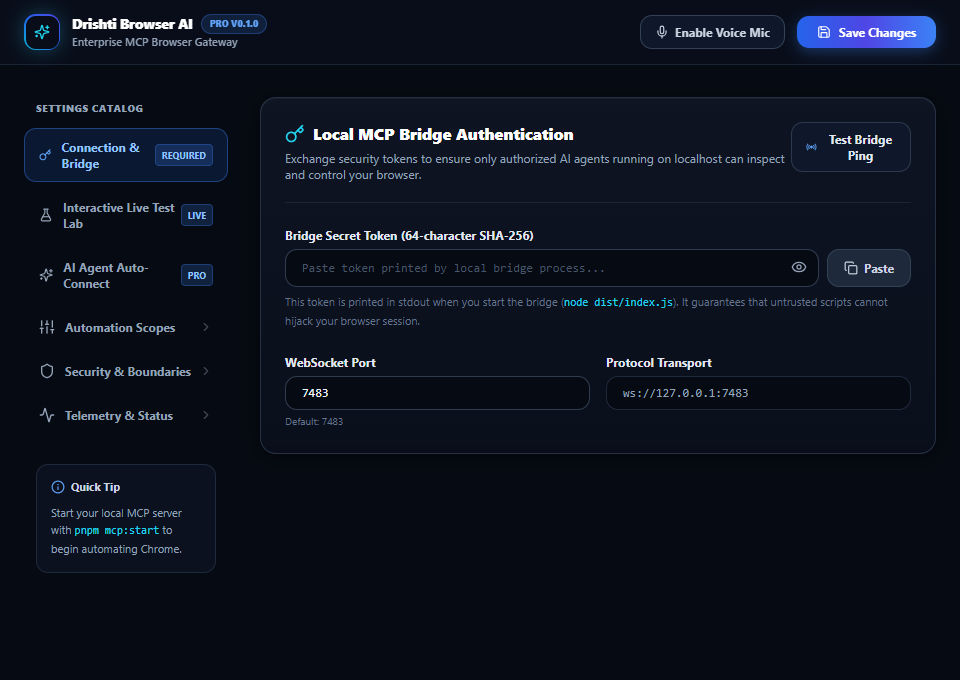 Drishti Browser AI
PRO V0.1.0
Enterprise MCP Browser Gateway
Enable Voice Mic
Save Changes
SETTINGS CATALOG
Connection &
Bridge
REQUIRED
Interactive Live Test
Lab
LIVE
AI Agent Auto-
Connect
PRO
Automation Scopes
Security & Boundaries
Telemetry & Status
Quick Tip
Start your local MCP server
with pnpm mcp:start to
begin automating Chrome.
Local MCP Bridge Authentication
Exchange security tokens to ensure only authorized AI agents running on localhost can inspect
and control your browser.
Test Bridge
Ping
Bridge Secret Token (64-character SHA-256)
Paste token printed by local bridge process...
Paste
This token is printed in stdout when you start the bridge (node dist/index.js). It guarantees that untrusted scripts cannot
hijack your browser session.
WebSocket Port
7483
Default: 7483
Protocol Transport
ws://127.0.0.1:7483